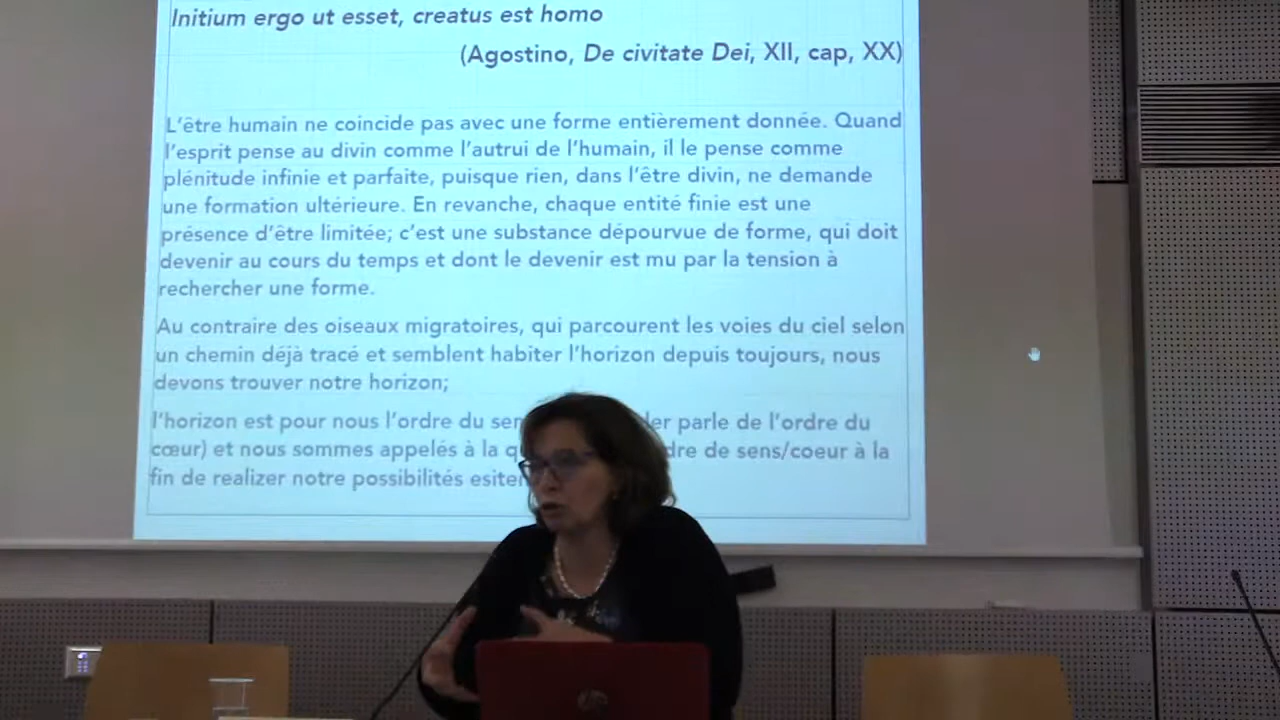 Initium ergo ut esset, creatus est homo
(Agostino, De civitate Dei, XII, cap, XX)
L'être humain ne coincide pas avec une forme entièrement donnée. Quand
l'esprit pense au divin comme l'autrui de l'humain, il le pense comme
plénitude infinie et parfaite, puisque rien, dans l'être divin, ne demande
une formation ultérieure. En revanche, chaque entité finie est une
présence d'être limitée; c'est une substance dépourvue de forme, qui doit
devenir au cours du temps et dont le devenir est mu par la tension à
rechercher une forme.
Au contraire des oiseaux migratoires, qui parcourent les voies du ciel selon
un chemin déjà tracé et semblent habiter l'horizon depuis toujours, nous
devons trouver notre horizon;
l'horizon est pour nous l'ordre du parle de l'ordre du
cœur) et nous sommes appelés à la de sens/coeur à la
fin de realizer notre possibilités
hp